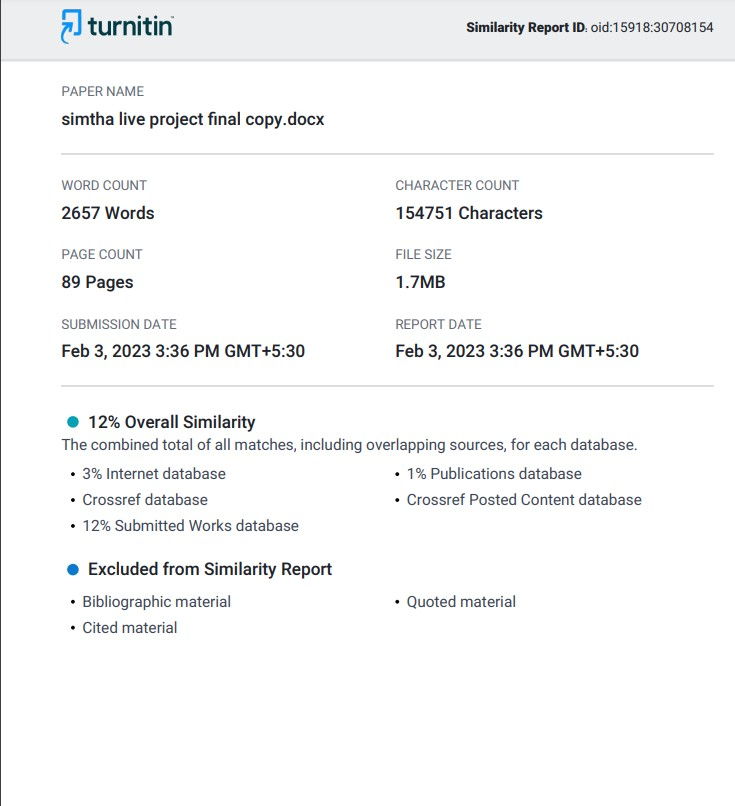 turnitin™
Similarity Report ID: oid:15918:30708154
PAPER NAME
simtha live project final copy.docx
WORD COUNT
2657 Words
CHARACTER COUNT
154751 Characters
PAGE COUNT
89 Pages
FILE SIZE
1.7MB
SUBMISSION DATE
Feb 3, 2023 3:36 PM GMT+5:30
REPORT DATE
Feb 3, 2023 3:36 PM GMT+5:30
12% Overall Similarity
The combined total of all matches, including overlapping sources, for each database.
• 3% Internet database
• 1% Publications database
• Crossref database
• Crossref Posted Content database
• 12% Submitted Works database
Excluded from Similarity Report
• Bibliographic material
• Quoted material
• Cited material